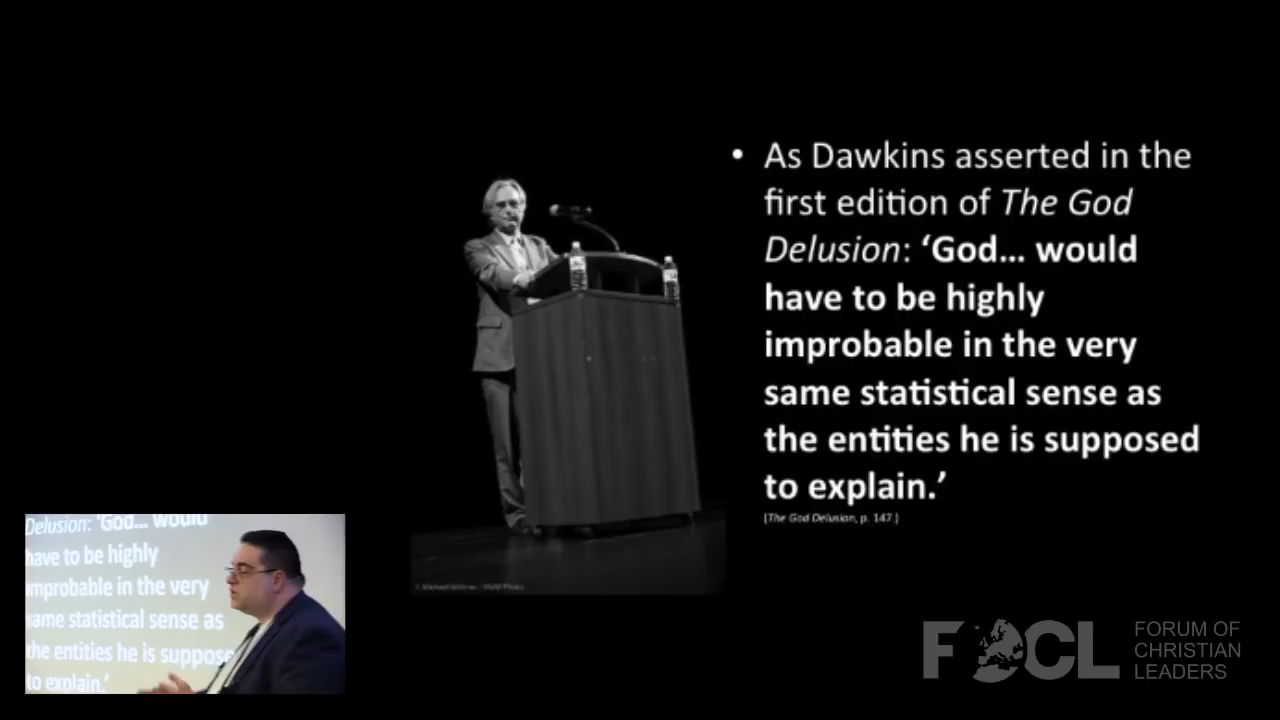 • As Dawkins asserted in the
first edition of The God
Delusion: ‘God... would
have to be highly
improbable in the very
same statistical sense as
the entities he is supposed
to explain.’
(The God Delusion, p. 147.)
Delusion: ‘God... would
have to be highly
improbable in the very
same statistical sense as
the entities he is suppose
to explain.’
FOCL
FORUM OF
CHRISTIAN
LEADERS